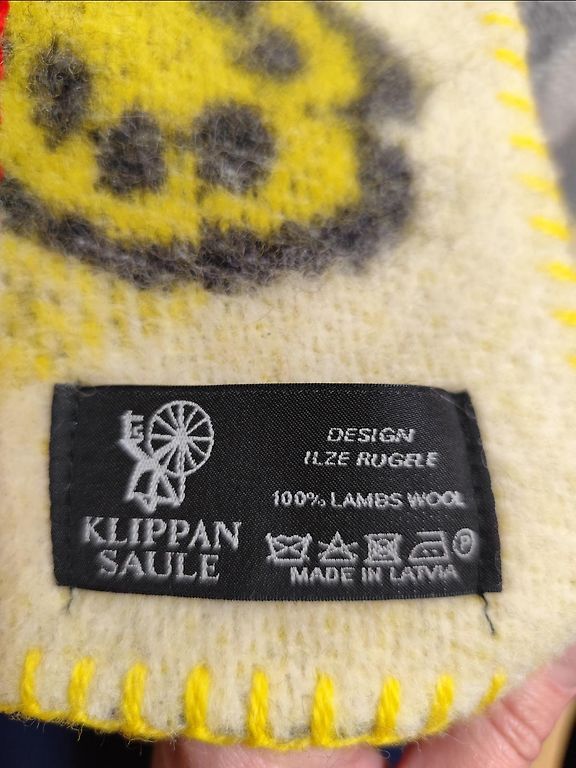 KLIPPAN
SAULE
DESIGN
ILZE RUGELE
100% LAMBS WOOL
P
MADE IN LATVIA